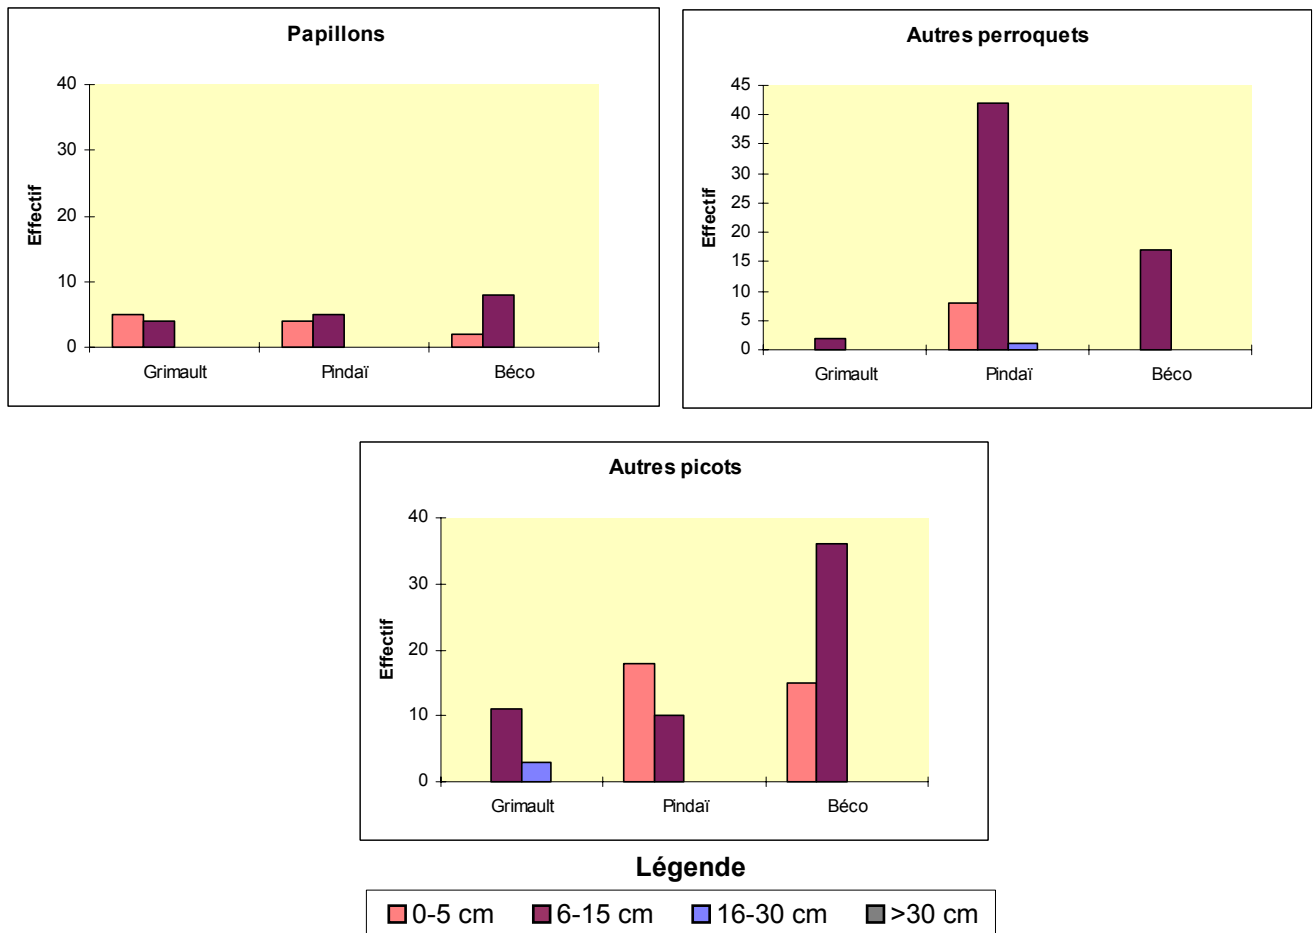 Papillons
Effectif
40
30
20
10
0
Grimault Pindaï Béco
Autres perroquets
Effectif
45
40
35
30
25
20
15
10
5
0
Grimault Pindaï Béco
Autres picots
Effectif
40
30
20
10
0
Grimault Pindaï Béco
Légende
0-5 cm 6-15 cm 16-30 cm >30 cm